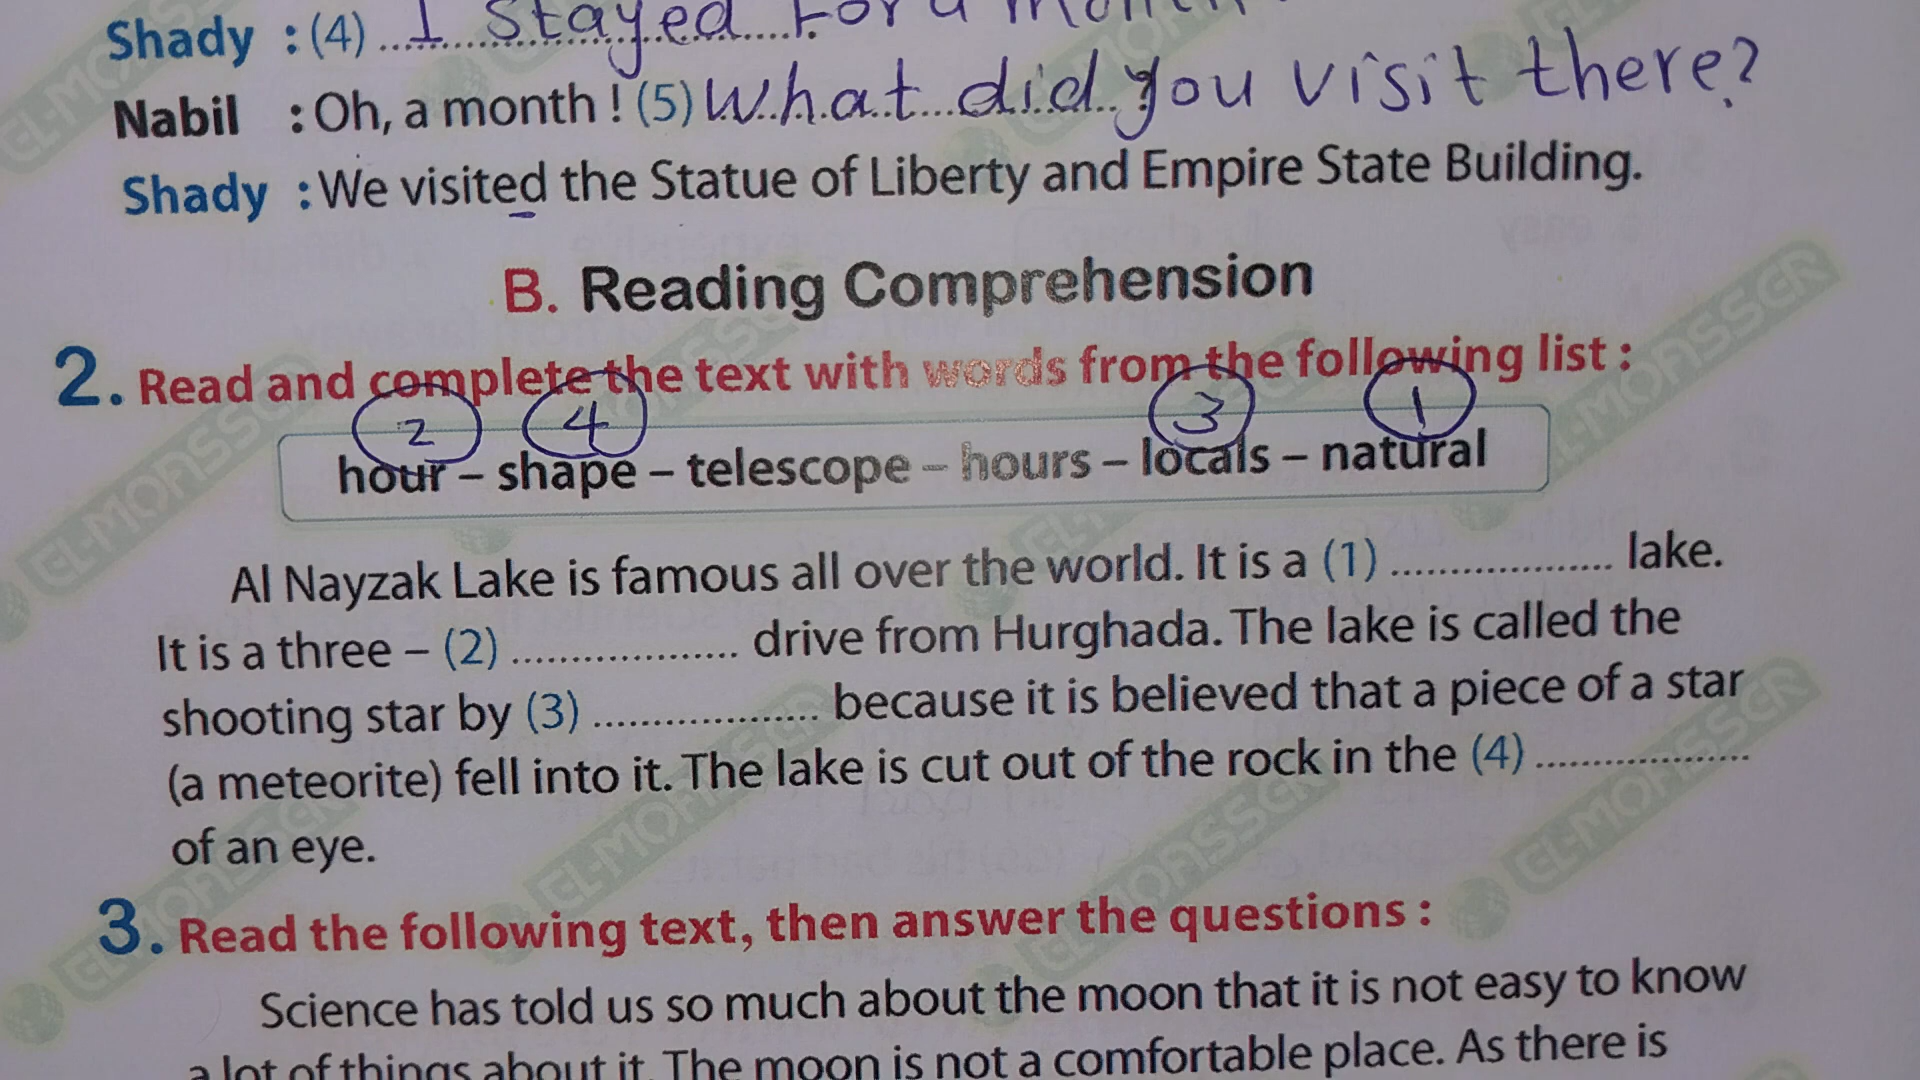 Shady : (4) I stayed for a month
Nabil : Oh, a month ! (5) What did you visit there?
Shady : We visited the Statue of Liberty and Empire State Building.
B. Reading Comprehension
2. Read and complete the text with words from the following list :
2 4 3 1
hour – shape – telescope – hours – locals – natural
Al Nayzak Lake is famous all over the world. It is a (1) .................... lake.
It is a three – (2) .................... drive from Hurghada. The lake is called the
shooting star by (3) .................... because it is believed that a piece of a star
(a meteorite) fell into it. The lake is cut out of the rock in the (4) ....................
of an eye.
3. Read the following text, then answer the questions :
Science has told us so much about the moon that it is not easy to know
a lot of things about it. The moon is not a comfortable place. As there is